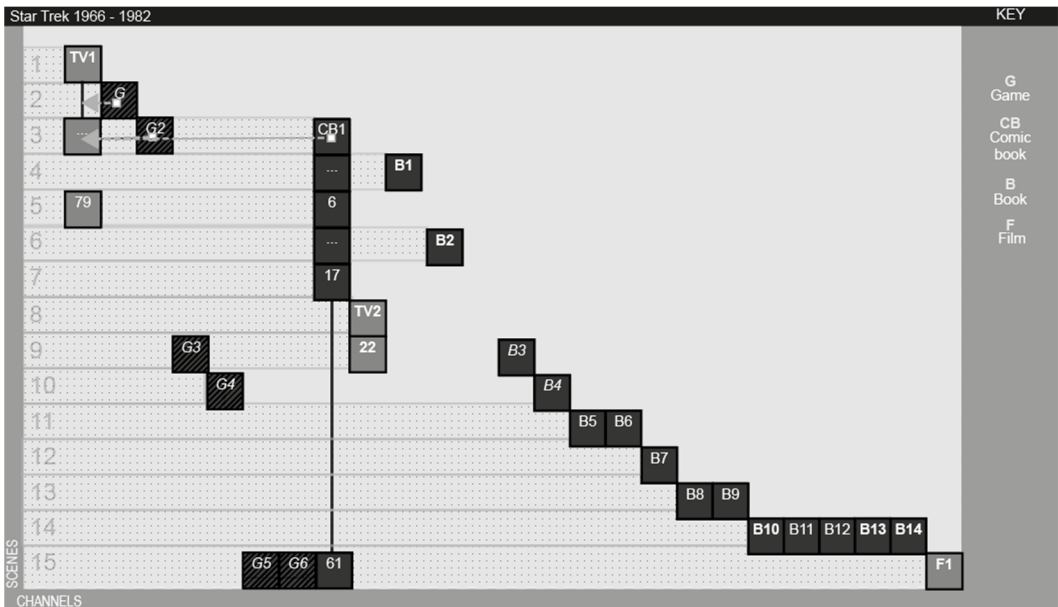 Star Trek 1966 - 1982
KEY
1
TV1
2
G
G
Game
3
...
G2
CB1
CB
Comic
book
4
...
B1
5
79
6
B
Book
6
...
B2
F
Film
7
17
8
TV2
9
G3
22
B3
10
G4
B4
11
B5
B6
12
B7
13
B8
B9
14
B10
B11
B12
B13
B14
15
G5
G6
61
F1
SCENES
CHANNELS